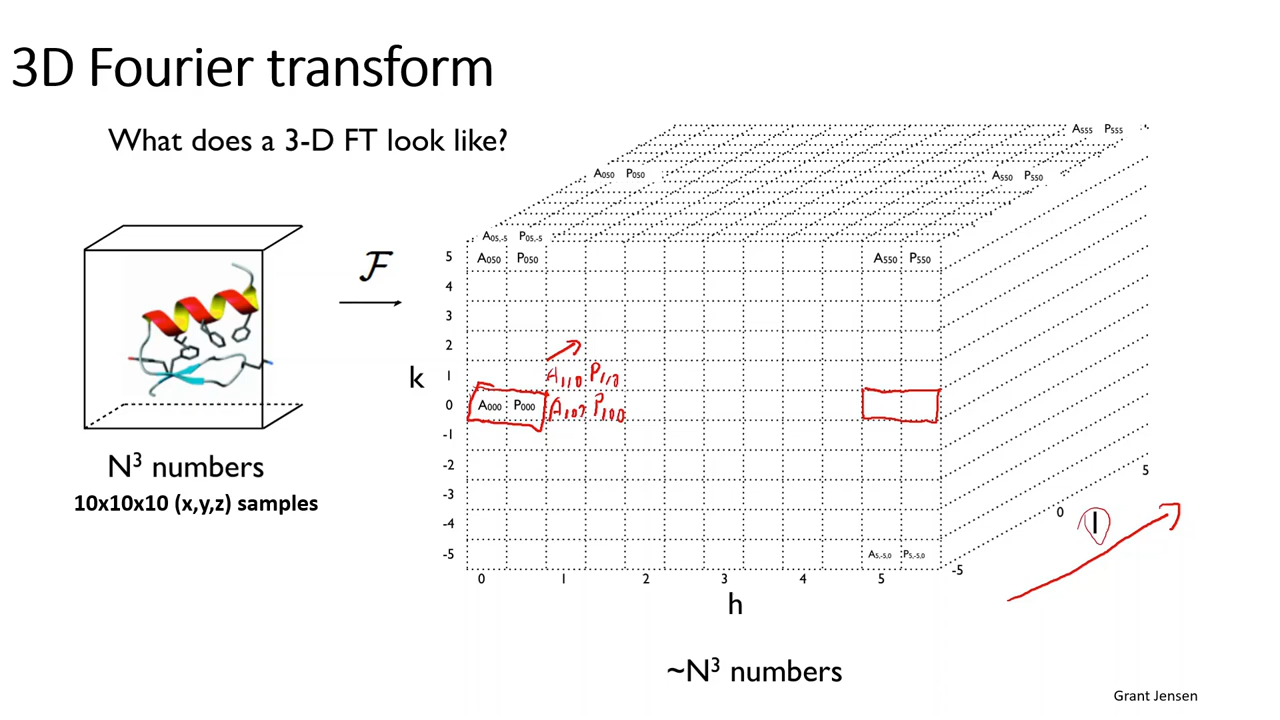 3D Fourier transform
What does a 3-D FT look like?
A555 P555
A050 P050
A550 P550
A05,-5 P05,-5
5 A050 P050 A550 P550
4
3
2
1 A110 P110
k
0 A000 P000 A100 P100
-1
-2
-3
-4
-5 A5,-5,0 P5,-5,0
0 1 2 3 4 5
h
-5
0
5
l
ℱ
N³ numbers
10x10x10 (x,y,z) samples
~N³ numbers
Grant Jensen